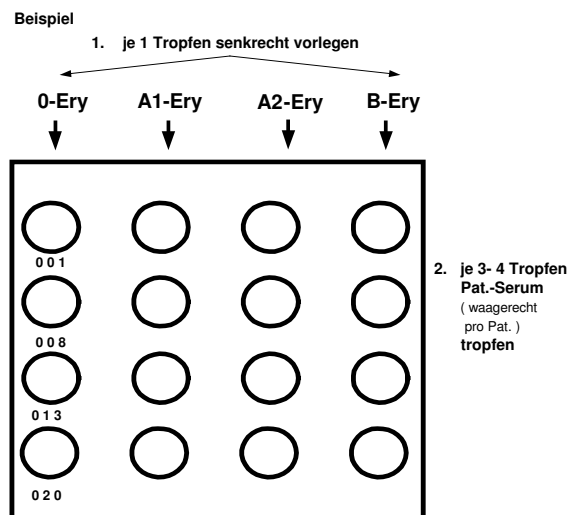 Beispiel
1. je 1 Tropfen senkrecht vorlegen
0-Ery A1-Ery A2-Ery B-Ery
0 0 1
2. je 3- 4 Tropfen
Pat.-Serum
( waagerecht
pro Pat. )
tropfen
0 0 8
0 1 3
0 2 0